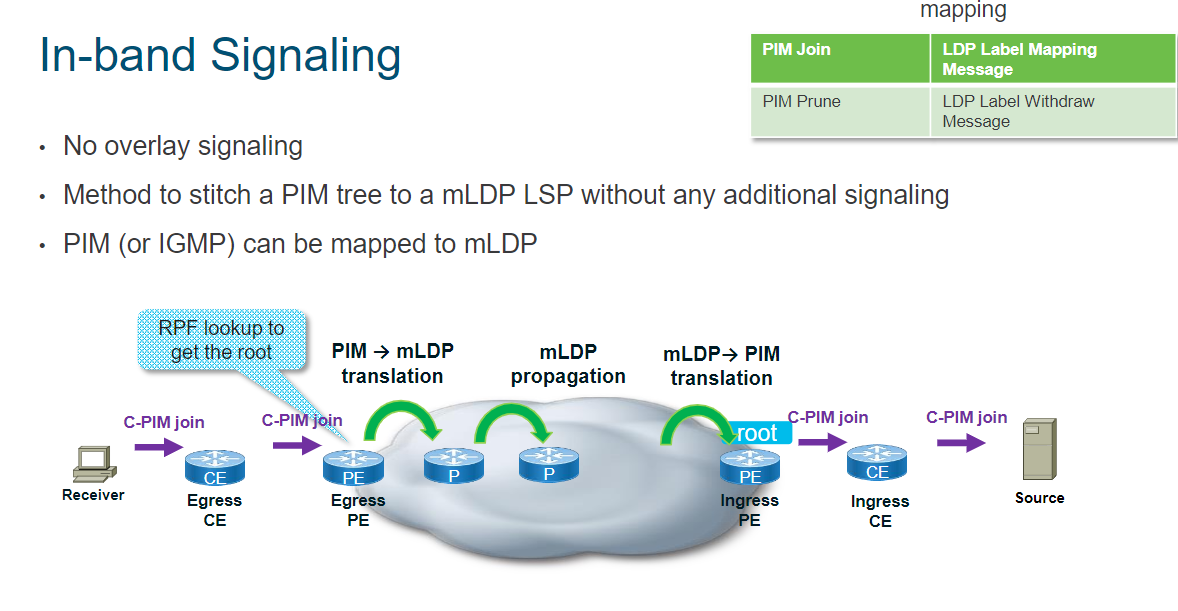 mapping
In-band Signaling
PIM Join
LDP Label Mapping
Message
PIM Prune
LDP Label Withdraw
Message
• No overlay signaling
• Method to stitch a PIM tree to a mLDP LSP without any additional signaling
• PIM (or IGMP) can be mapped to mLDP
RPF lookup to
get the root
PIM → mLDP
translation
mLDP
propagation
mLDP→ PIM
translation
C-PIM join
C-PIM join
C-PIM join
C-PIM join
root
CE
PE
P
P
PE
CE
Receiver
Egress
CE
Egress
PE
Ingress
PE
Ingress
CE
Source